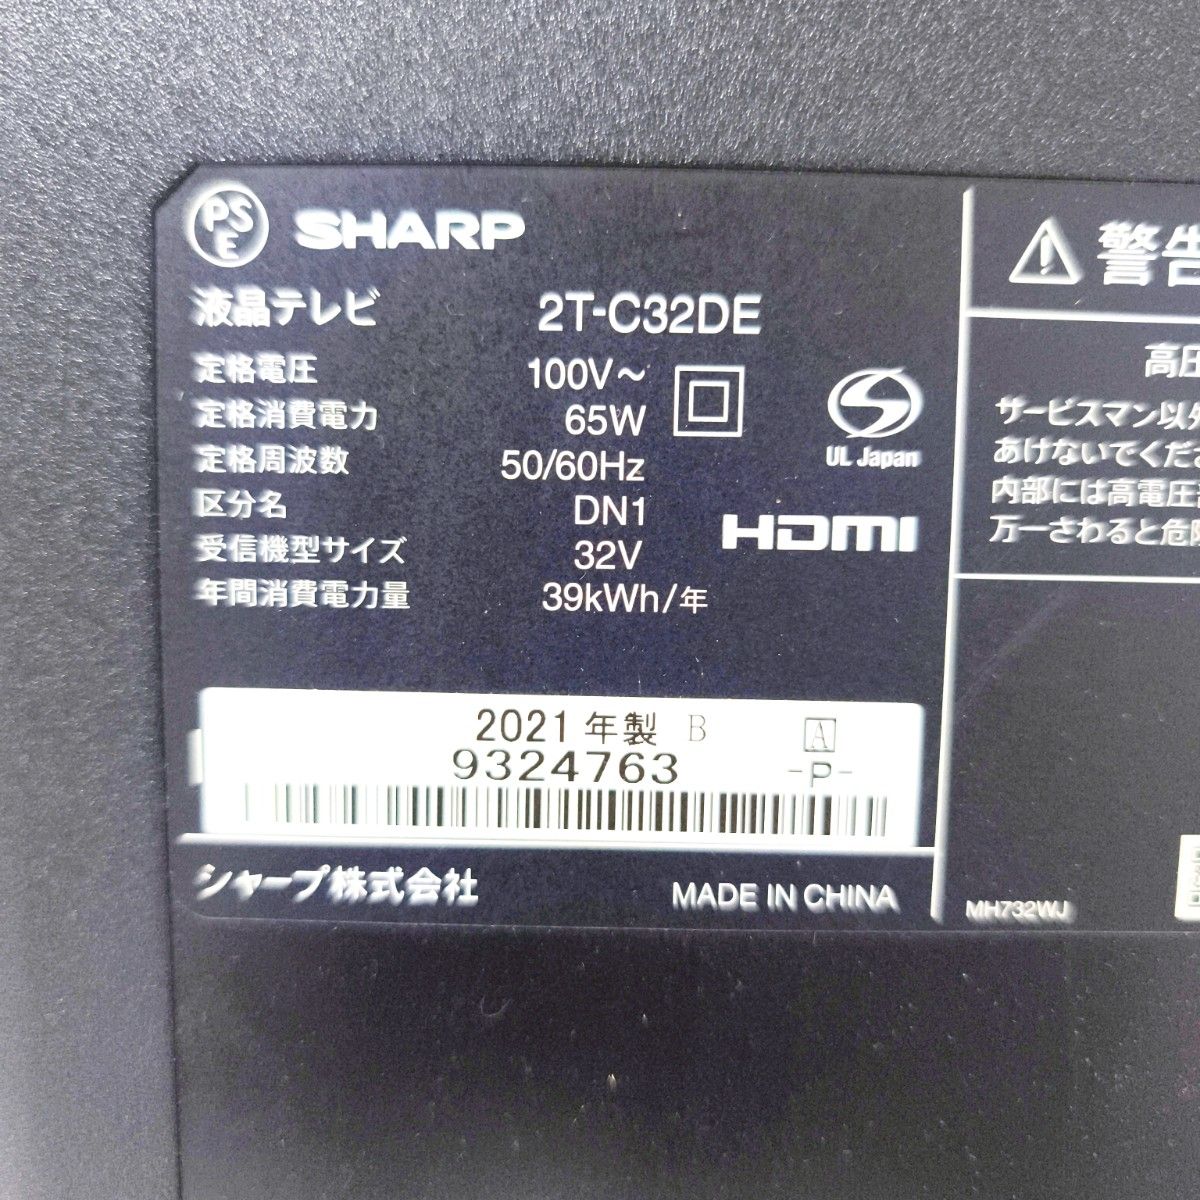 PSE SHARP
液晶テレビ 2T-C32DE
定格電圧 100V~
定格消費電力 65W
定格周波数 50/60Hz
区分名 DN1
受信機型サイズ 32V
年間消費電力量 39kWh/年
UL Japan
HDMI
2021年製 B A
9324763 -P-
シャープ株式会社 MADE IN CHINA
警告
高圧
サービスマン以外
あけないでくださ
内部には高電圧
万一さわると危険
MH732WJ